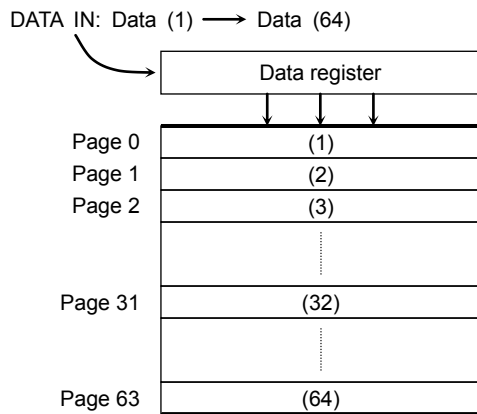 DATA IN: Data (1) Data (64)
Data register
Page 0 (1)
Page 1 (2)
Page 2 (3)
Page 31 (32)
Page 63 (64)